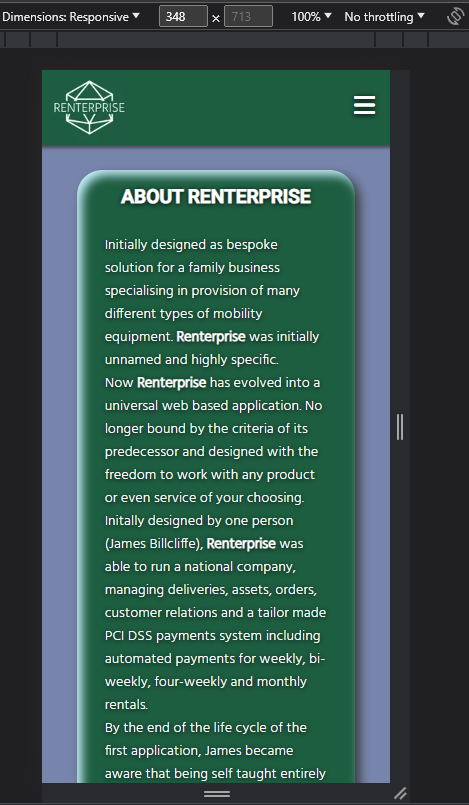 Dimensions: Responsive 348 x 713 100% No throttling
RENTERPRISE
ABOUT RENTERPRISE
Initially designed as bespoke
solution for a family business
specialising in provision of many
different types of mobility
equipment. Renterprise was initially
unnamed and highly specific.
Now Renterprise has evolved into a
universal web based application. No
longer bound by the criteria of its
predecessor and designed with the
freedom to work with any product
or even service of your choosing.
Initally designed by one person
(James Billcliffe), Renterprise was
able to run a national company,
managing deliveries, assets, orders,
customer relations and a tailor made
PCI DSS payments system including
automated payments for weekly, bi-
weekly, four-weekly and monthly
rentals.
By the end of the life cycle of the
first application, James became
aware that being self taught entirely